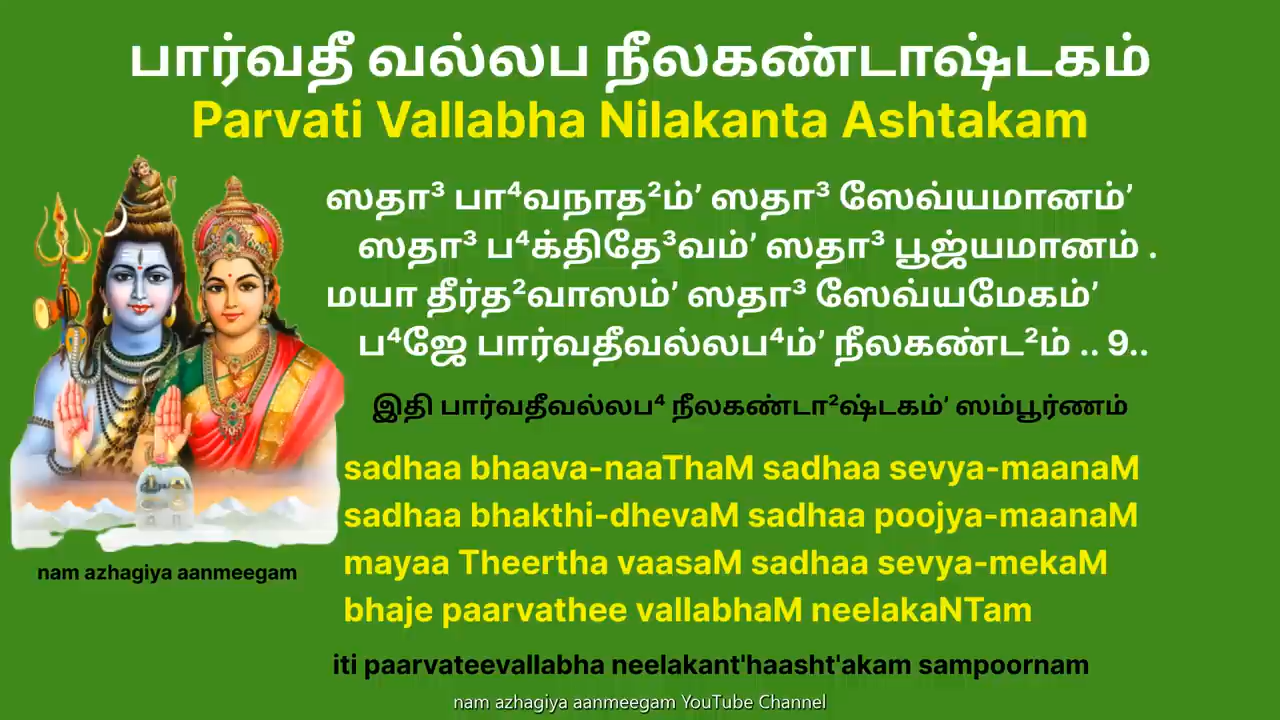 பார்வதீ வல்லப நீலகண்டாஷ்டகம்
Parvati Vallabha Nilakanta Ashtakam
ஸதா³ பா⁴வநாத²ம்ʼ ஸதா³ ஸேவ்யமானம்ʼ
ஸதா³ ப⁴க்திதே³வம்ʼ ஸதா³ பூஜ்யமானம் .
மயா தீர்த²வாஸம்ʼ ஸதா³ ஸேவ்யமேகம்ʼ
ப⁴ஜே பார்வதீவல்லப⁴ம்ʼ நீலகண்ட²ம் .. 9..
இதி பார்வதீவல்லப⁴ நீலகண்டா²ஷ்டகம்ʼ ஸம்பூர்ணம்
sadhaa bhaava-naaThaM sadhaa sevya-maanaM
sadhaa bhakthi-dhevaM sadhaa poojya-maanaM
mayaa Theertha vaasaM sadhaa sevya-mekaM
bhaje paarvathee vallabhaM neelakaNTam
iti paarvateevallabha neelakant'haasht'akam sampoornam
nam azhagiya aanmeegam
nam azhagiya aanmeegam YouTube Channel